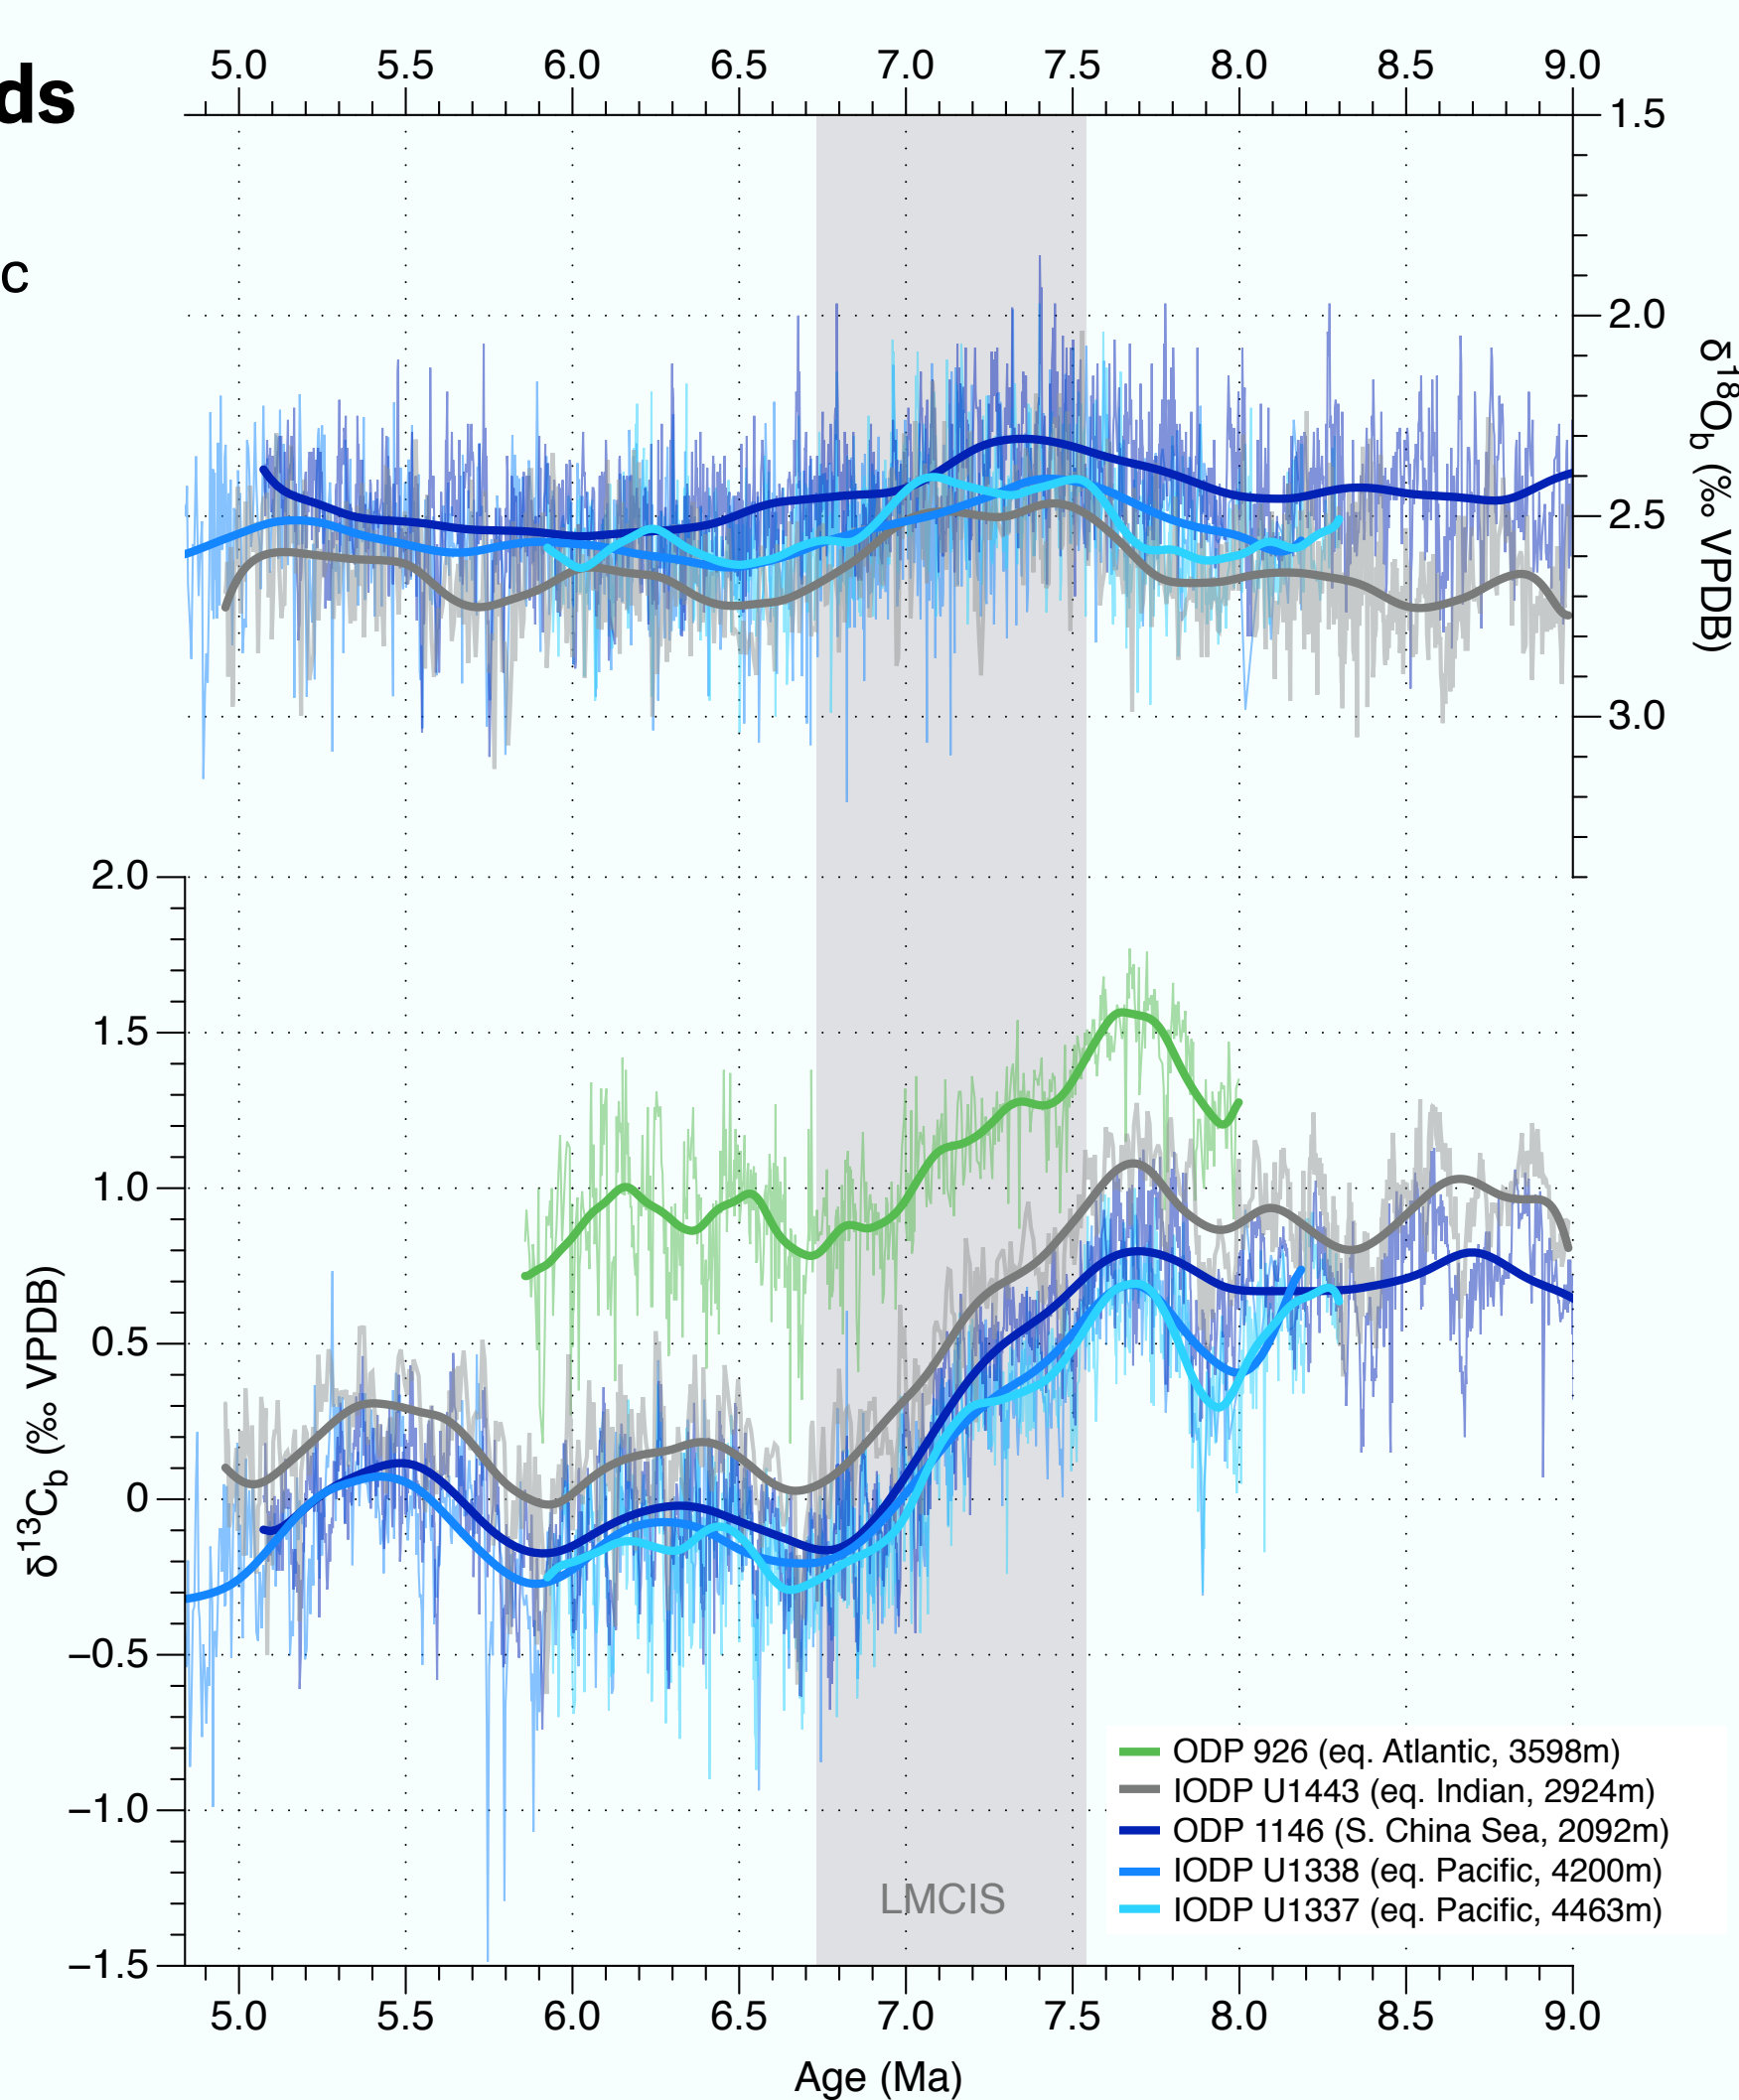 5.0 5.5 6.0 6.5 7.0 7.5 8.0 8.5 9.0
ds
c
1.5
2.0
2.5
3.0
δ18Ob (‰ VPDB)
2.0
1.5
1.0
0.5
0
−0.5
−1.0
−1.5
δ13Cb (‰ VPDB)
ODP 926 (eq. Atlantic, 3598m)
IODP U1443 (eq. Indian, 2924m)
ODP 1146 (S. China Sea, 2092m)
IODP U1338 (eq. Pacific, 4200m)
IODP U1337 (eq. Pacific, 4463m)
LMCIS
5.0 5.5 6.0 6.5 7.0 7.5 8.0 8.5 9.0
Age (Ma)